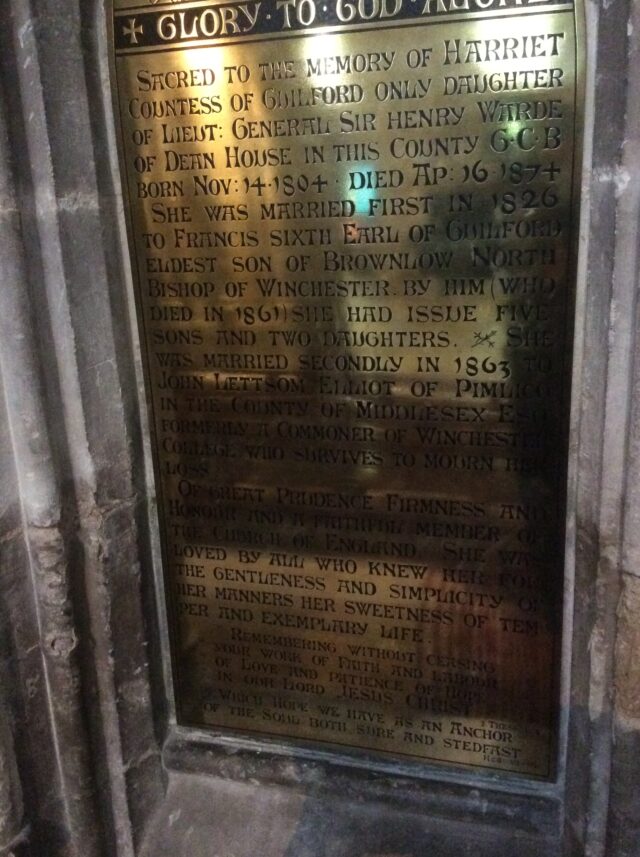 ✠ GLORY · TO · GOD · ALONE
SACRED TO THE MEMORY OF HARRIET
COUNTESS OF GUILFORD ONLY DAUGHTER
OF LIEUT: GENERAL SIR HENRY WARDE
OF DEAN HOUSE IN THIS COUNTY G·C·B
BORN NOV: 14·1804· DIED AP: 16·1874
SHE WAS MARRIED FIRST IN 1826
TO FRANCIS SIXTH EARL OF GUILFORD
ELDEST SON OF BROWNLOW NORTH
BISHOP OF WINCHESTER. BY HIM (WHO
DIED IN 1861) SHE HAD ISSUE FIVE
SONS AND TWO DAUGHTERS. SHE
WAS MARRIED SECONDLY IN 1863 TO
JOHN LETTSOM ELLIOT OF PIMLICO
IN THE COUNTY OF MIDDLESEX ESQ
FORMERLY A COMMONER OF WINCHESTER
COLLEGE WHO SURVIVES TO MOURN HER
LOSS
OF GREAT PRUDENCE FIRMNESS AND
HONOUR AND A FAITHFUL MEMBER OF
THE CHURCH OF ENGLAND. SHE WAS
LOVED BY ALL WHO KNEW HER FOR
THE GENTLENESS AND SIMPLICITY OF
HER MANNERS HER SWEETNESS OF TEM
PER AND EXEMPLARY LIFE.
REMEMBERING WITHOUT CEASING
YOUR WORK OF FAITH AND LABOUR
OF LOVE AND PATIENCE OF HOPE
IN OUR LORD JESUS CHRIST
WHICH HOPE WE HAVE AS AN ANCHOR
OF THE SOUL BOTH SURE AND STEDFAST